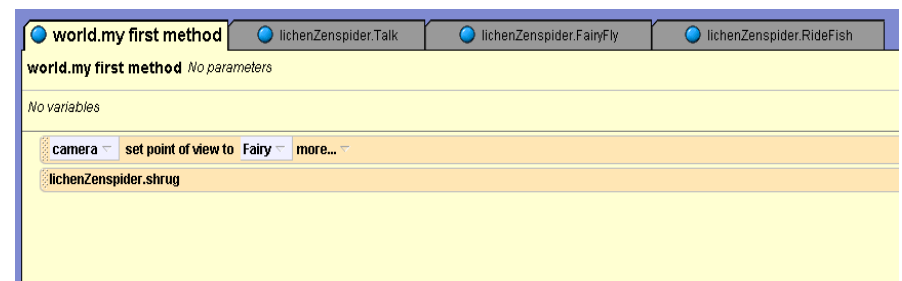 world.my first method lichenZenspider.Talk lichenZenspider.FairyFly lichenZenspider.RideFish
world.my first method No parameters
No variables
camera set point of view to Fairy more...
lichenZenspider.shrug